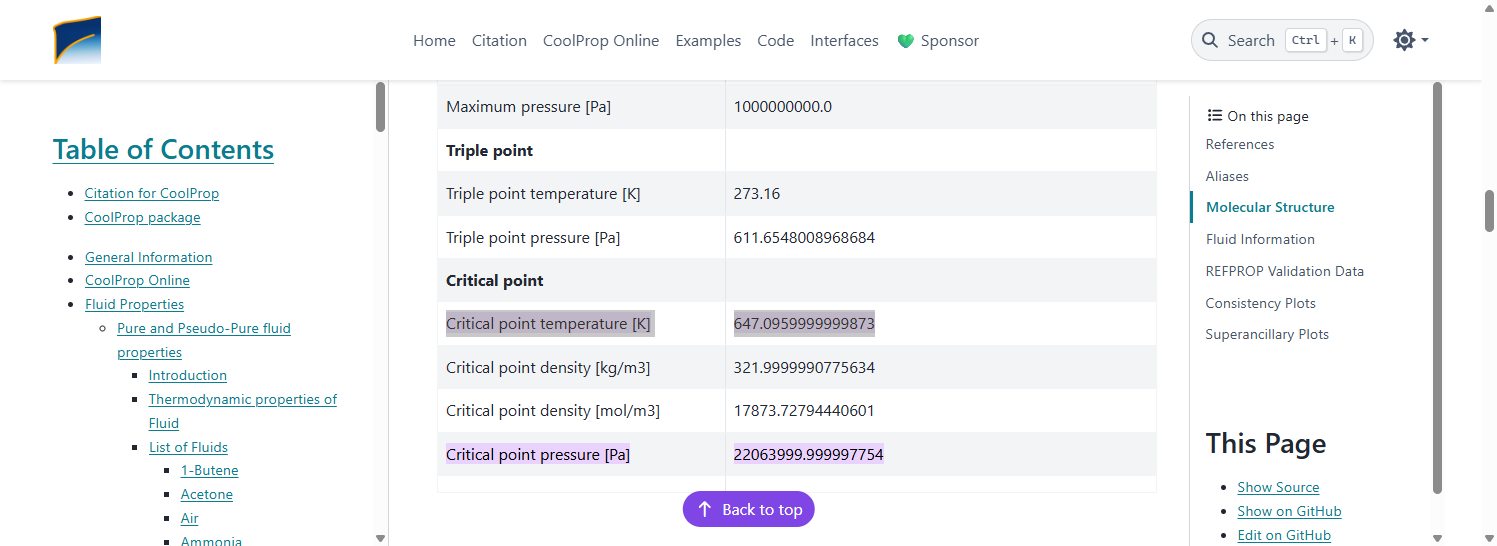 Home Citation CoolProp Online Examples Code Interfaces Sponsor Search Ctrl + K
Table of Contents
Citation for CoolProp
CoolProp package
General Information
CoolProp Online
Fluid Properties
Pure and Pseudo-Pure fluid
properties
Introduction
Thermodynamic properties of
Fluid
List of Fluids
1-Butene
Acetone
Air
Ammonia
Maximum pressure [Pa] 1000000000.0
Triple point
Triple point temperature [K] 273.16
Triple point pressure [Pa] 611.6548008968684
Critical point
Critical point temperature [K] 647.0959999999873
Critical point density [kg/m3] 321.9999990775634
Critical point density [mol/m3] 17873.72794440601
Critical point pressure [Pa] 22063999.999997754
Back to top
On this page
References
Aliases
Molecular Structure
Fluid Information
REFPROP Validation Data
Consistency Plots
Superancillary Plots
This Page
Show Source
Show on GitHub
Edit on GitHub